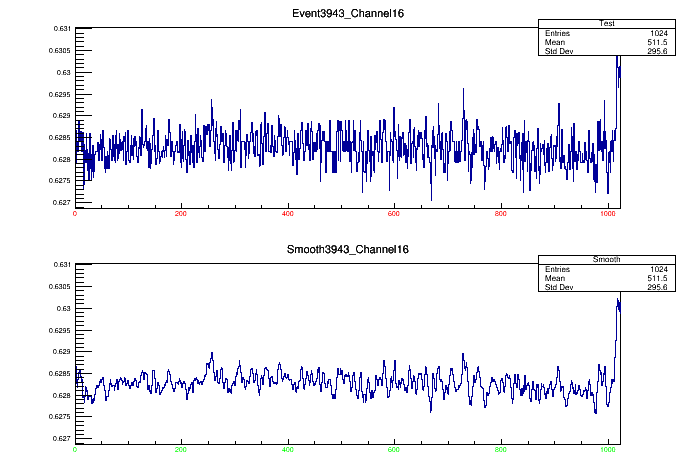 Event3943_Channel16
Test
Entries 1024
Mean 511.5
Std Dev 295.6
0.631
0.6305
0.63
0.6295
0.629
0.6285
0.628
0.6275
0.627
0 200 400 600 800 1000
Smooth3943_Channel16
Smooth
Entries 1024
Mean 511.5
Std Dev 295.6
0.631
0.6305
0.63
0.6295
0.629
0.6285
0.628
0.6275
0.627
0 200 400 600 800 1000